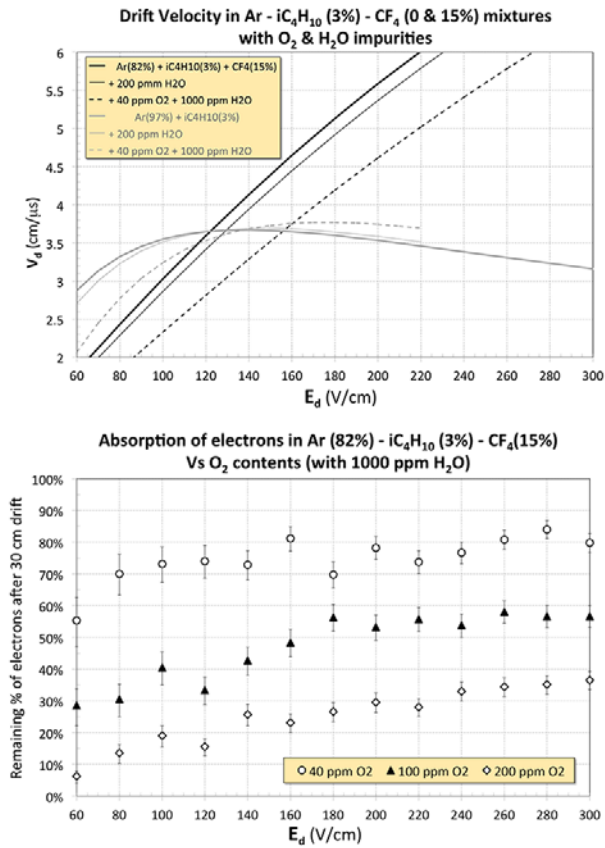 Drift Velocity in Ar - iC₄H₁₀ (3%) - CF₄ (0 & 15%) mixtures
with O₂ & H₂O impurities
6
5.5
5
4.5
4
3.5
3
2.5
2
V_d (cm/µs)
Ar(82%) + iC4H10(3%) + CF4(15%)
+ 200 pmm H2O
+ 40 ppm O2 + 1000 ppm H2O
Ar(97%) + iC4H10(3%)
+ 200 ppm H2O
+ 40 ppm O2 + 1000 ppm H2O
60 80 100 120 140 160 180 200 220 240 260 280 300
E_d (V/cm)
Absorption of electrons in Ar (82%) - iC₄H₁₀ (3%) - CF₄(15%)
Vs O₂ contents (with 1000 ppm H₂O)
100%
90%
80%
70%
60%
50%
40%
30%
20%
10%
0%
Remaining % of electrons after 30 cm drift
40 ppm O2 100 ppm O2 200 ppm O2
60 80 100 120 140 160 180 200 220 240 260 280 300
E_d (V/cm)